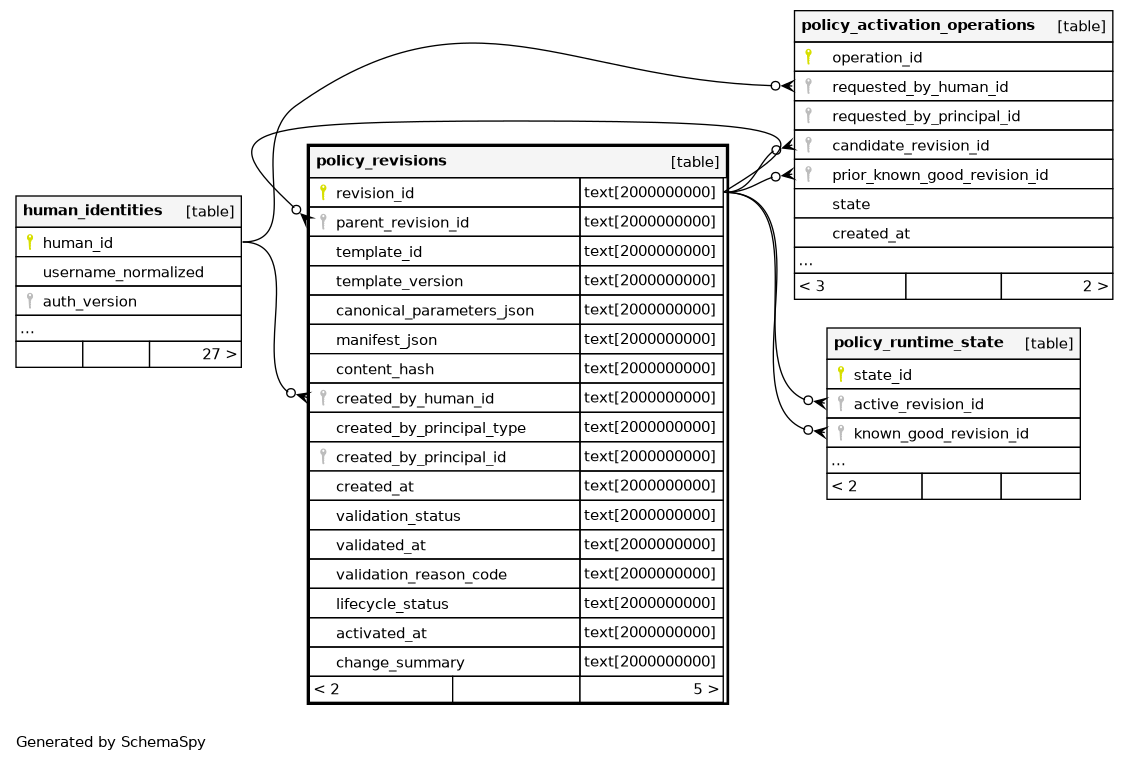 policy_activation_operations [table]
operation_id
requested_by_human_id
requested_by_principal_id
candidate_revision_id
prior_known_good_revision_id
state
created_at
...
< 3 2 >
policy_revisions [table]
revision_id text[2000000000]
parent_revision_id text[2000000000]
template_id text[2000000000]
template_version text[2000000000]
canonical_parameters_json text[2000000000]
manifest_json text[2000000000]
content_hash text[2000000000]
created_by_human_id text[2000000000]
created_by_principal_type text[2000000000]
created_by_principal_id text[2000000000]
created_at text[2000000000]
validation_status text[2000000000]
validated_at text[2000000000]
validation_reason_code text[2000000000]
lifecycle_status text[2000000000]
activated_at text[2000000000]
change_summary text[2000000000]
< 2 5 >
human_identities [table]
human_id
username_normalized
auth_version
...
27 >
policy_runtime_state [table]
state_id
active_revision_id
known_good_revision_id
...
< 2
Generated by SchemaSpy